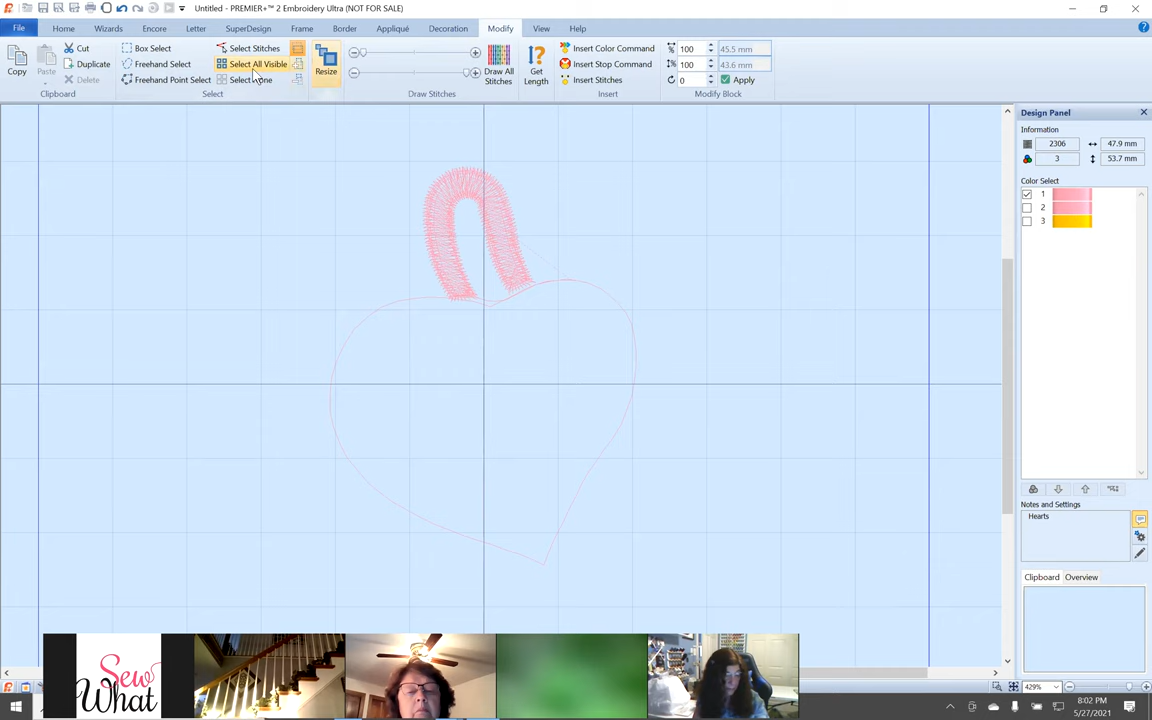 Untitled - PREMIER+™ 2 Embroidery Ultra (NOT FOR SALE)
File Home Wizards Encore Letter SuperDesign Frame Border Appliqué Decoration Modify View Help
Copy Paste Cut Duplicate Delete Clipboard
Box Select Freehand Select Freehand Point Select
Select Stitches Select All Visible Select None
Select
Resize
Draw Stitches
Draw All Stitches
Get Length
Insert Color Command
Insert Stop Command
Insert Stitches
Insert
100 45.5 mm
100 43.6 mm
0 Apply
Modify Block
Design Panel
Information
2306 47.9 mm
3 53.7 mm
Color Select
1
2
3
Notes and Settings
Hearts
Clipboard Overview
Sew What
429%
8:02 PM
5/27/2021